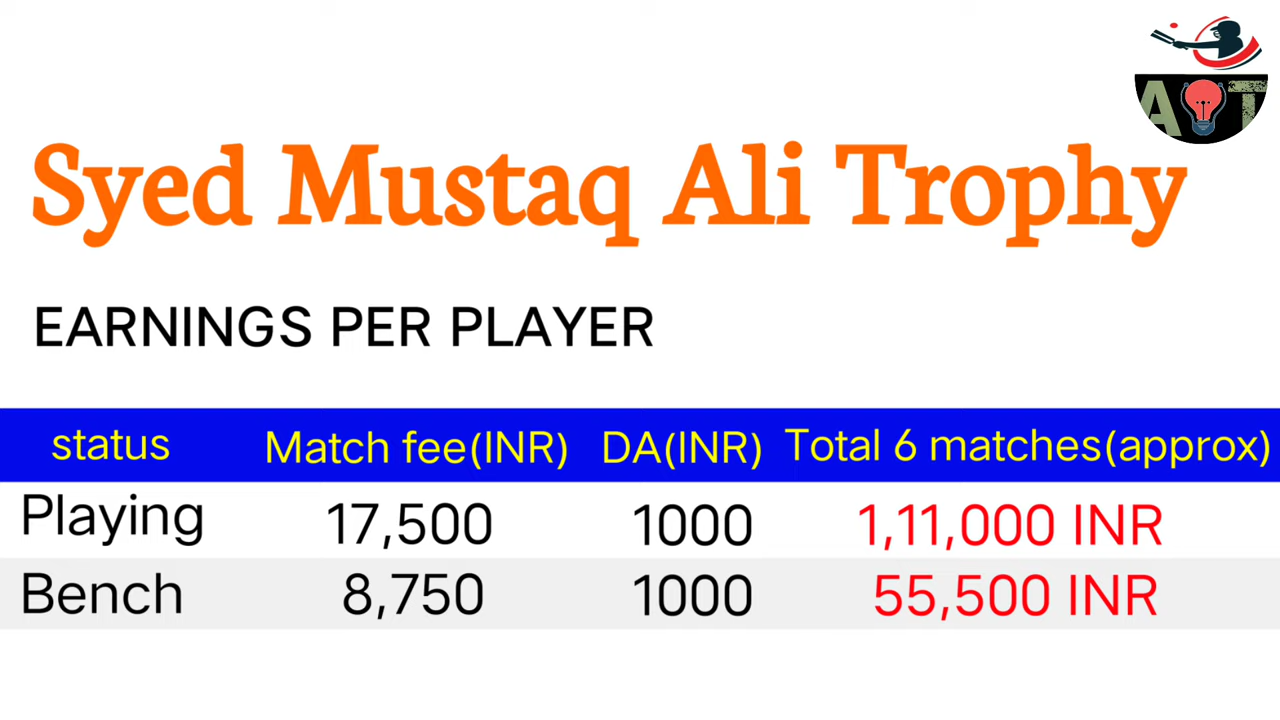 AOT
Syed Mustaq Ali Trophy
EARNINGS PER PLAYER
status Match fee(INR) DA(INR) Total 6 matches(approx)
Playing 17,500 1000 1,11,000 INR
Bench 8,750 1000 55,500 INR